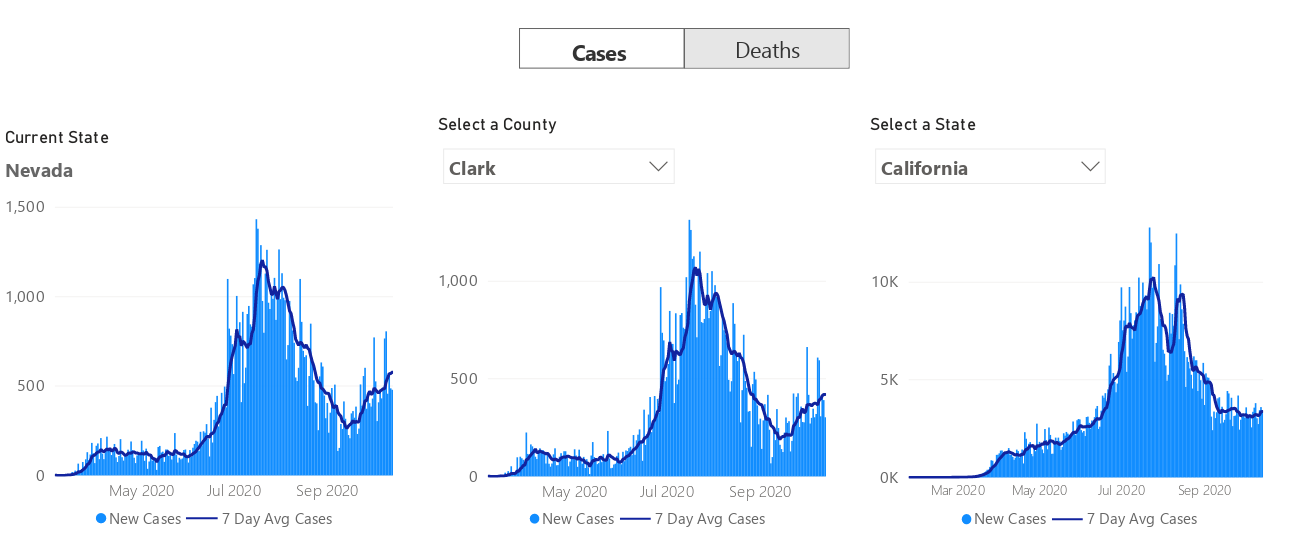 Cases Deaths
Current State
Nevada
1,500
1,000
500
0
May 2020 Jul 2020 Sep 2020
New Cases 7 Day Avg Cases
Select a County
Clark
1,000
500
0
May 2020 Jul 2020 Sep 2020
New Cases 7 Day Avg Cases
Select a State
California
10K
5K
0K
Mar 2020 May 2020 Jul 2020 Sep 2020
New Cases 7 Day Avg Cases